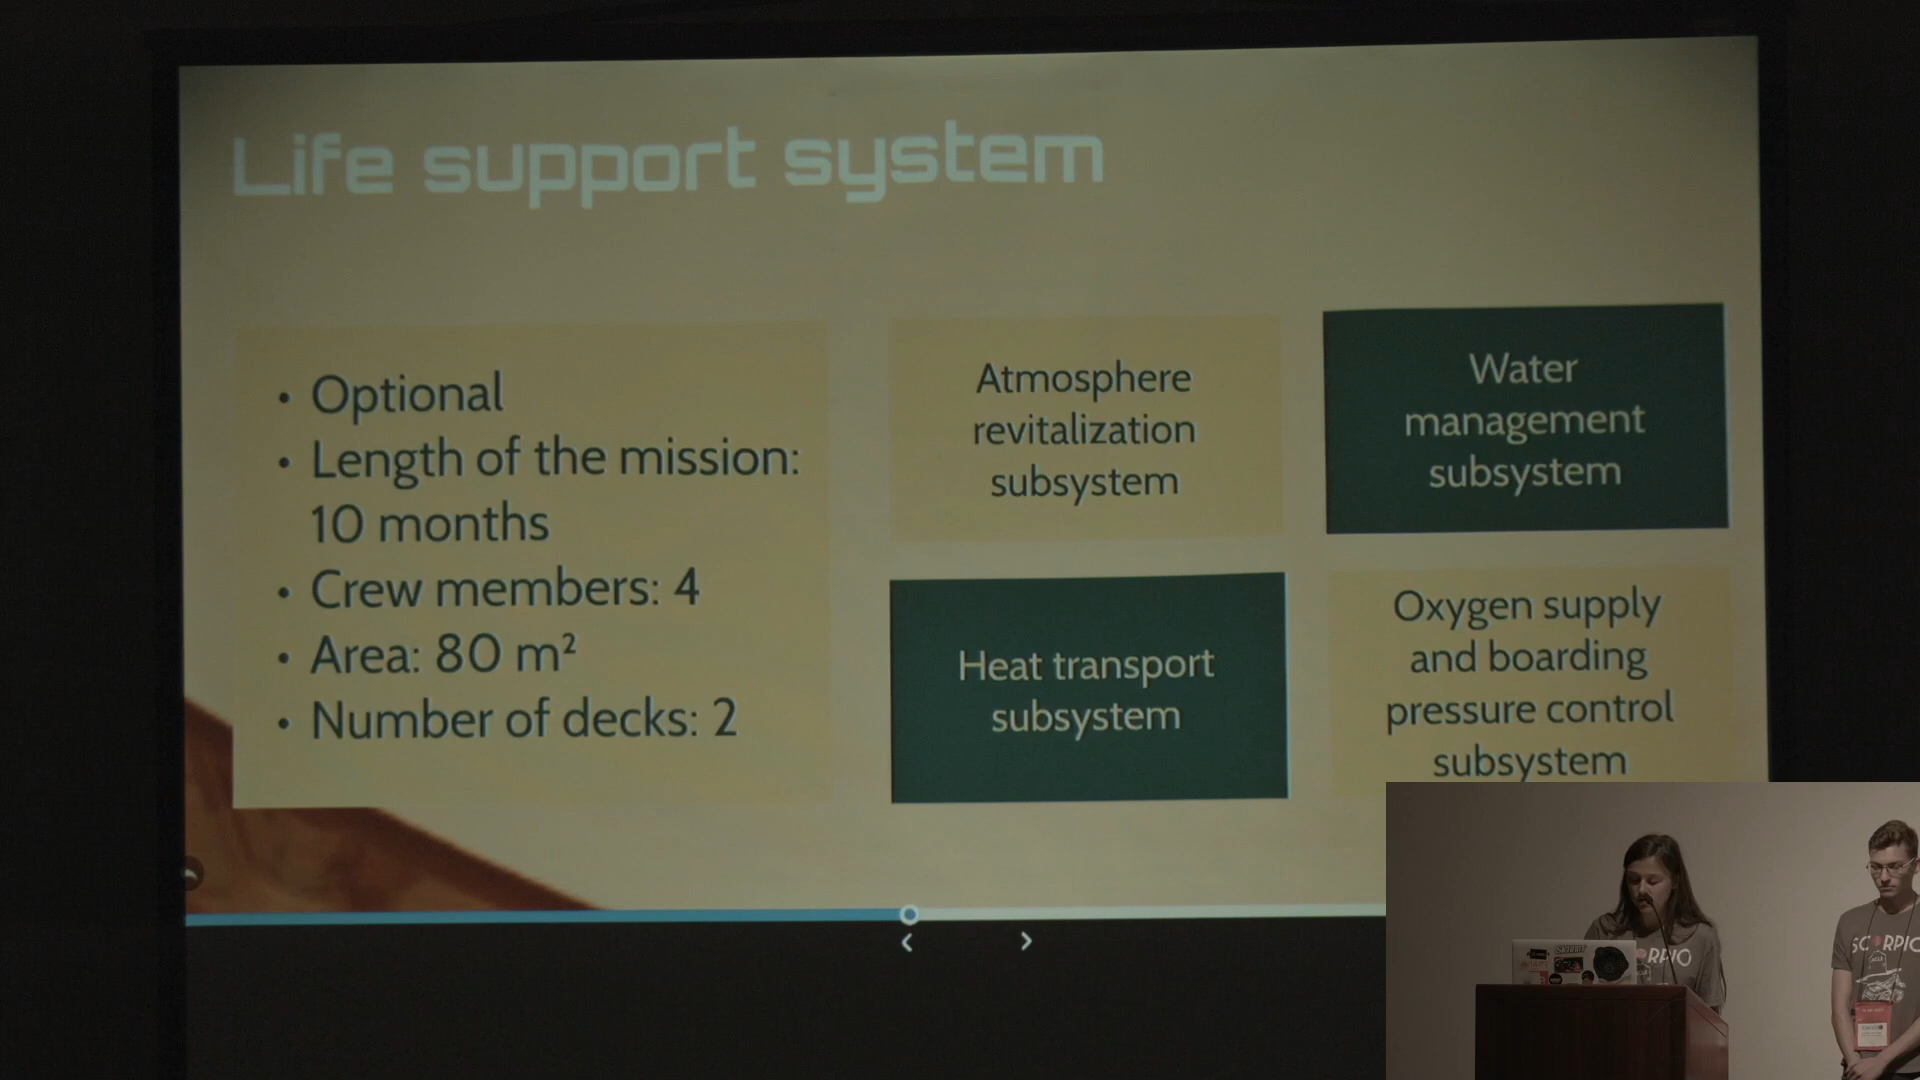 Life support system
• Optional
• Length of the mission:
10 months
• Crew members: 4
• Area: 80 m²
• Number of decks: 2
Atmosphere
revitalization
subsystem
Water
management
subsystem
Heat transport
subsystem
Oxygen supply
and boarding
pressure control
subsystem
SCORPIO